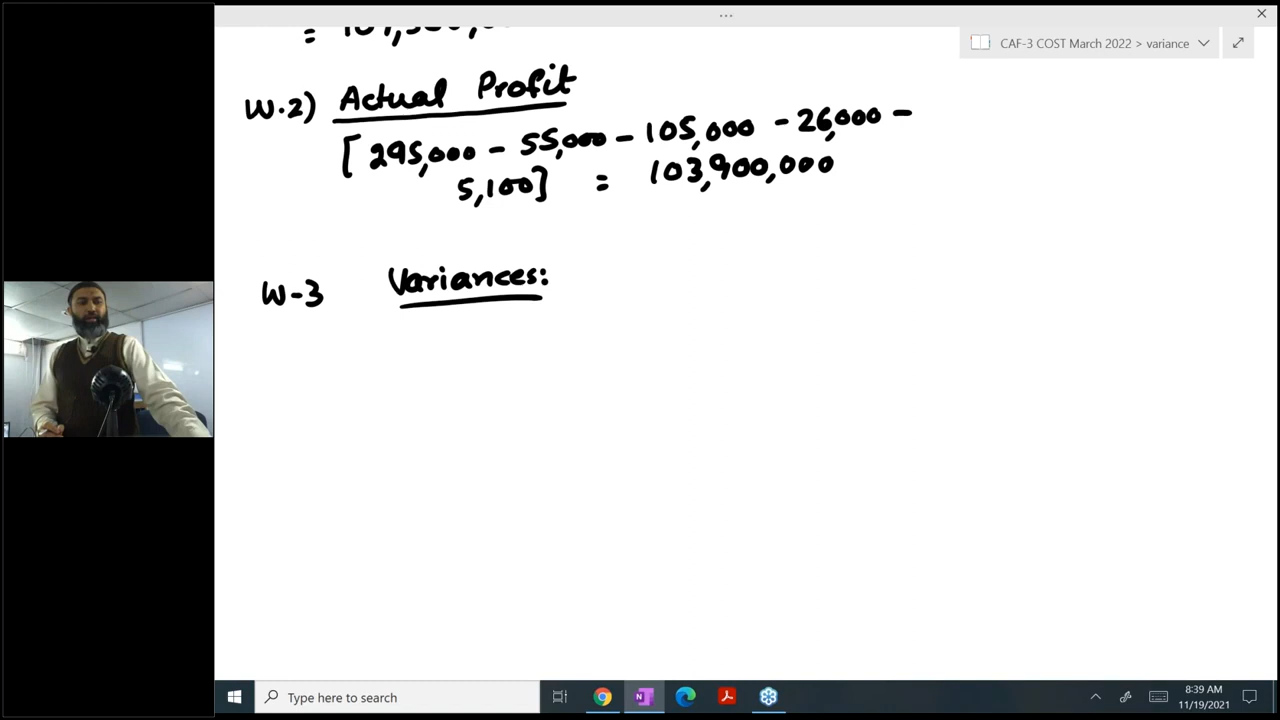 CAF-3 COST March 2022 > variance
W.2) Actual Profit
[295,000 - 55,000 - 105,000 - 26,000 -
5,100] = 103,900,000
W-3 Variances:
Type here to search
8:39 AM
11/19/2021